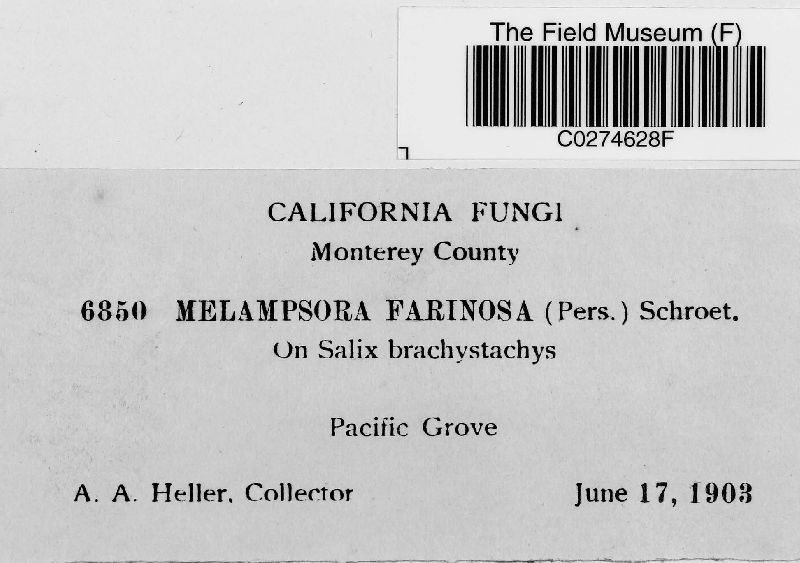 The Field Museum (F)
C0274628F
CALIFORNIA FUNGI
Monterey County
6850 MELAMPSORA FARINOSA (Pers.) Schroet.
On Salix brachystachys
Pacific Grove
A. A. Heller, Collector June 17, 1903